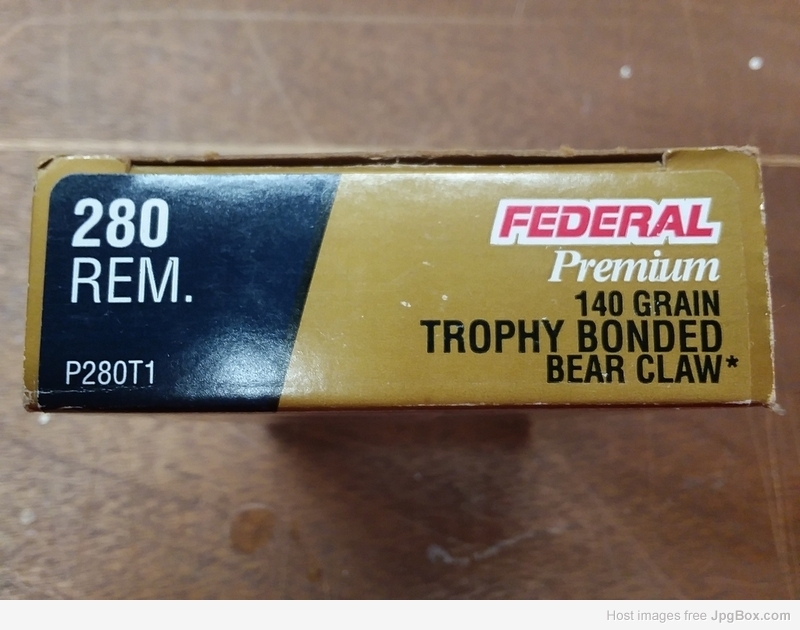 280
REM.
P280T1
FEDERAL
Premium
140 GRAIN
TROPHY BONDED
BEAR CLAW*
Host images free JpgBox.com